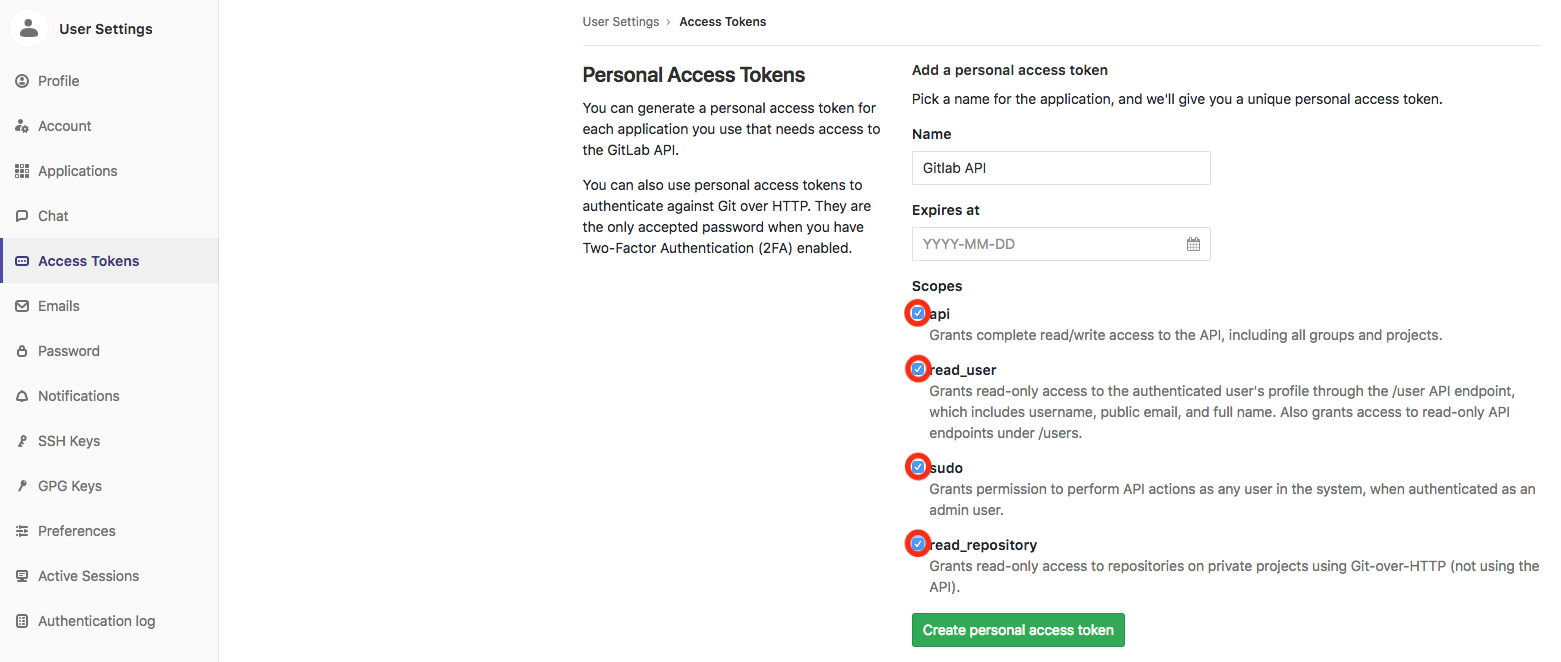 User Settings
Profile
Account
Applications
Chat
Access Tokens
Emails
Password
Notifications
SSH Keys
GPG Keys
Preferences
Active Sessions
Authentication log
User Settings › Access Tokens
Personal Access Tokens
You can generate a personal access token for
each application you use that needs access to
the GitLab API.
You can also use personal access tokens to
authenticate against Git over HTTP. They are
the only accepted password when you have
Two-Factor Authentication (2FA) enabled.
Add a personal access token
Pick a name for the application, and we'll give you a unique personal access token.
Name
Gitlab API
Expires at
YYYY-MM-DD
Scopes
api
Grants complete read/write access to the API, including all groups and projects.
read_user
Grants read-only access to the authenticated user's profile through the /user API endpoint,
which includes username, public email, and full name. Also grants access to read-only API
endpoints under /users.
sudo
Grants permission to perform API actions as any user in the system, when authenticated as an
admin user.
read_repository
Grants read-only access to repositories on private projects using Git-over-HTTP (not using the
API).
Create personal access token